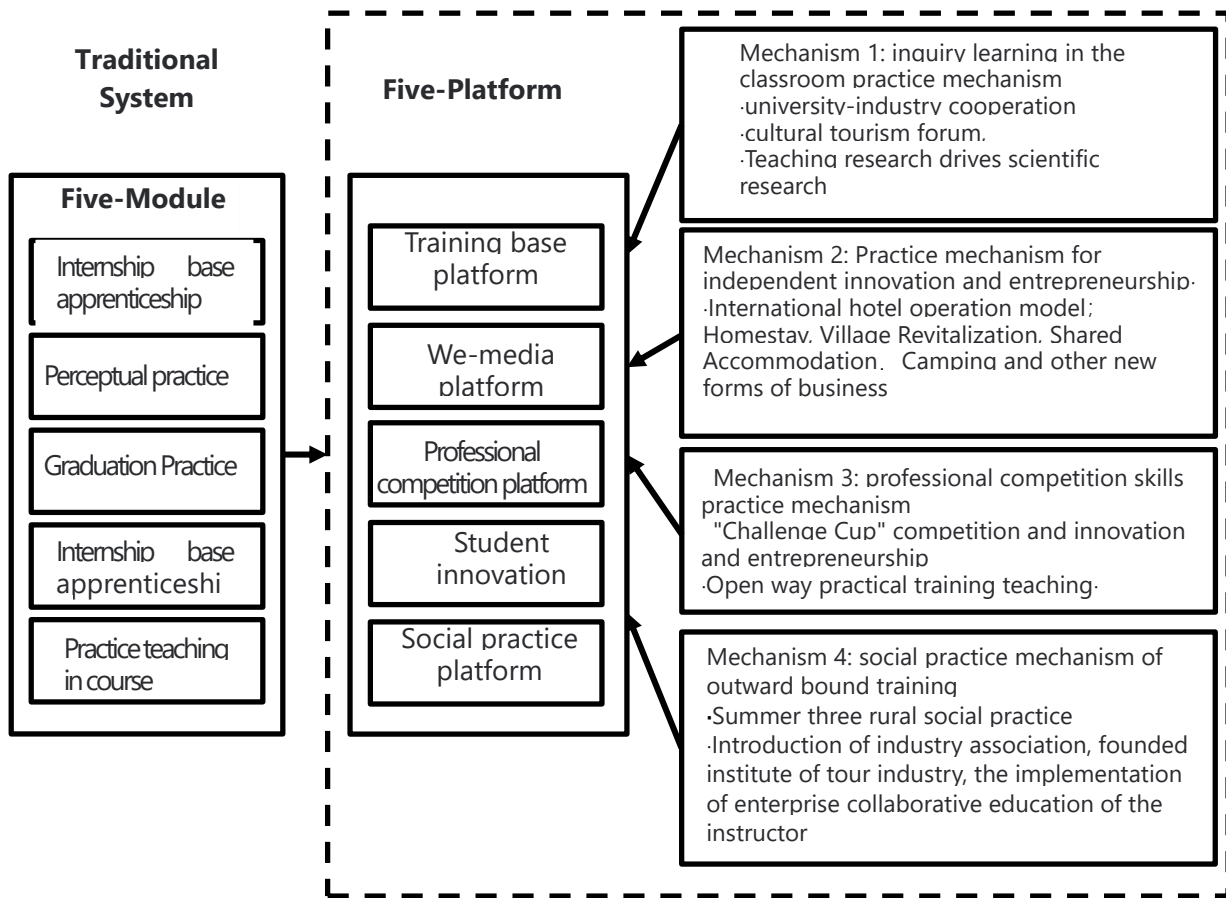 Traditional
System
Five-Module
Internship base
apprenticeship
Perceptual practice
Graduation Practice
Internship base
apprenticeshi
Practice teaching
in course
Five-Platform
Training base
platform
We-media
platform
Professional
competition platform
Student
innovation
Social practice
platform
Mechanism 1: inquiry learning in the
classroom practice mechanism
·university-industry cooperation
·cultural tourism forum.
·Teaching research drives scientific
research
Mechanism 2: Practice mechanism for
independent innovation and entrepreneurship·
·International hotel operation model;
Homestay, Village Revitalization, Shared
Accommodation, Camping and other new
forms of business
Mechanism 3: professional competition skills
practice mechanism
"Challenge Cup" competition and innovation
and entrepreneurship
·Open way practical training teaching·
Mechanism 4: social practice mechanism of
outward bound training
·Summer three rural social practice
·Introduction of industry association, founded
institute of tour industry, the implementation
of enterprise collaborative education of the
instructor